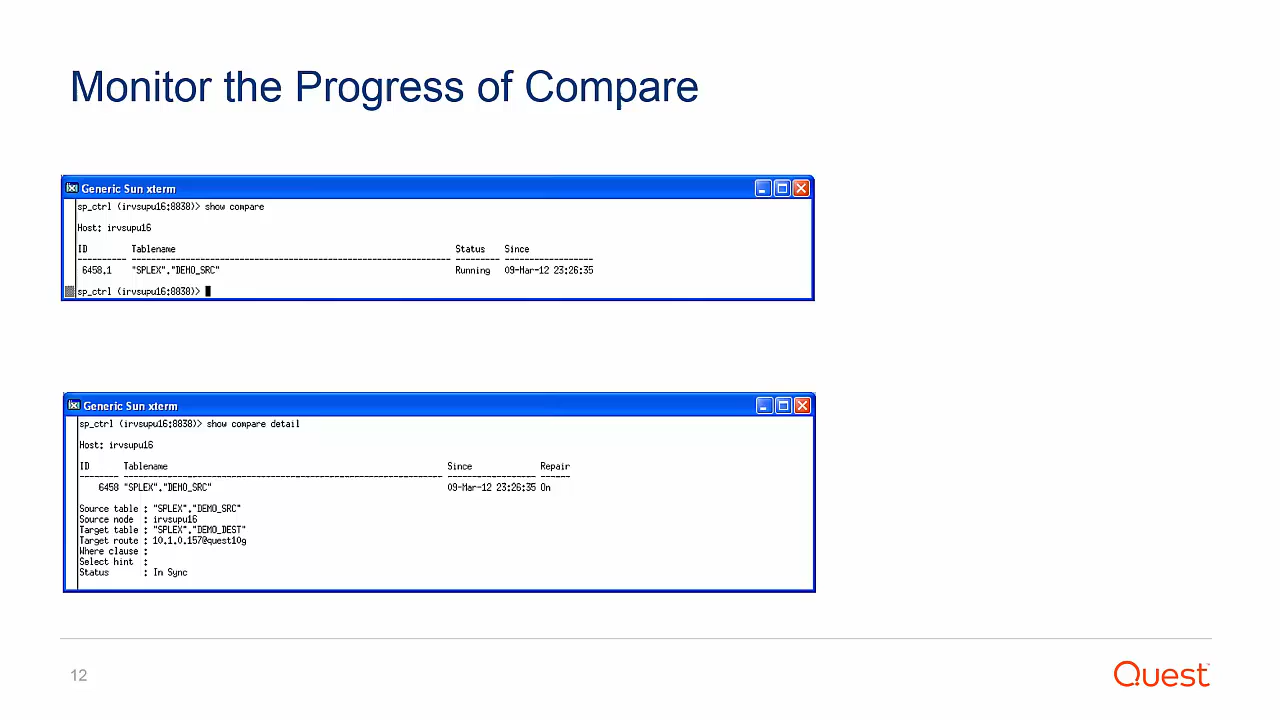 Monitor the Progress of Compare
Generic Sun xterm
sp_ctrl (irvsupu16:8838)> show compare
Host: irvsupu16
ID Tablename Status Since
6458.1 "SPLEX"."DEMO_SRC" Running 09-Mar-12 23:26:35
sp_ctrl (irvsupu16:8838)>
Generic Sun xterm
sp_ctrl (irvsupu16:8838)> show compare detail
Host: irvsupu16
ID Tablename Since Repair
6458 "SPLEX"."DEMO_SRC" 09-Mar-12 23:26:35 On
Source table : "SPLEX"."DEMO_SRC"
Source node : irvsupu16
Target table : "SPLEX"."DEMO_DEST"
Target route : 10.1.0.157@quest10g
Where clause :
Select hint :
Status : In Sync
12
Quest